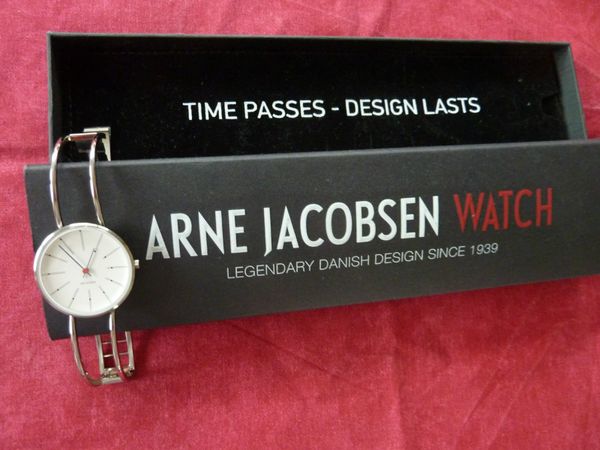 TIME PASSES - DESIGN LASTS
ARNE JACOBSEN WATCH
LEGENDARY DANISH DESIGN SINCE 1939